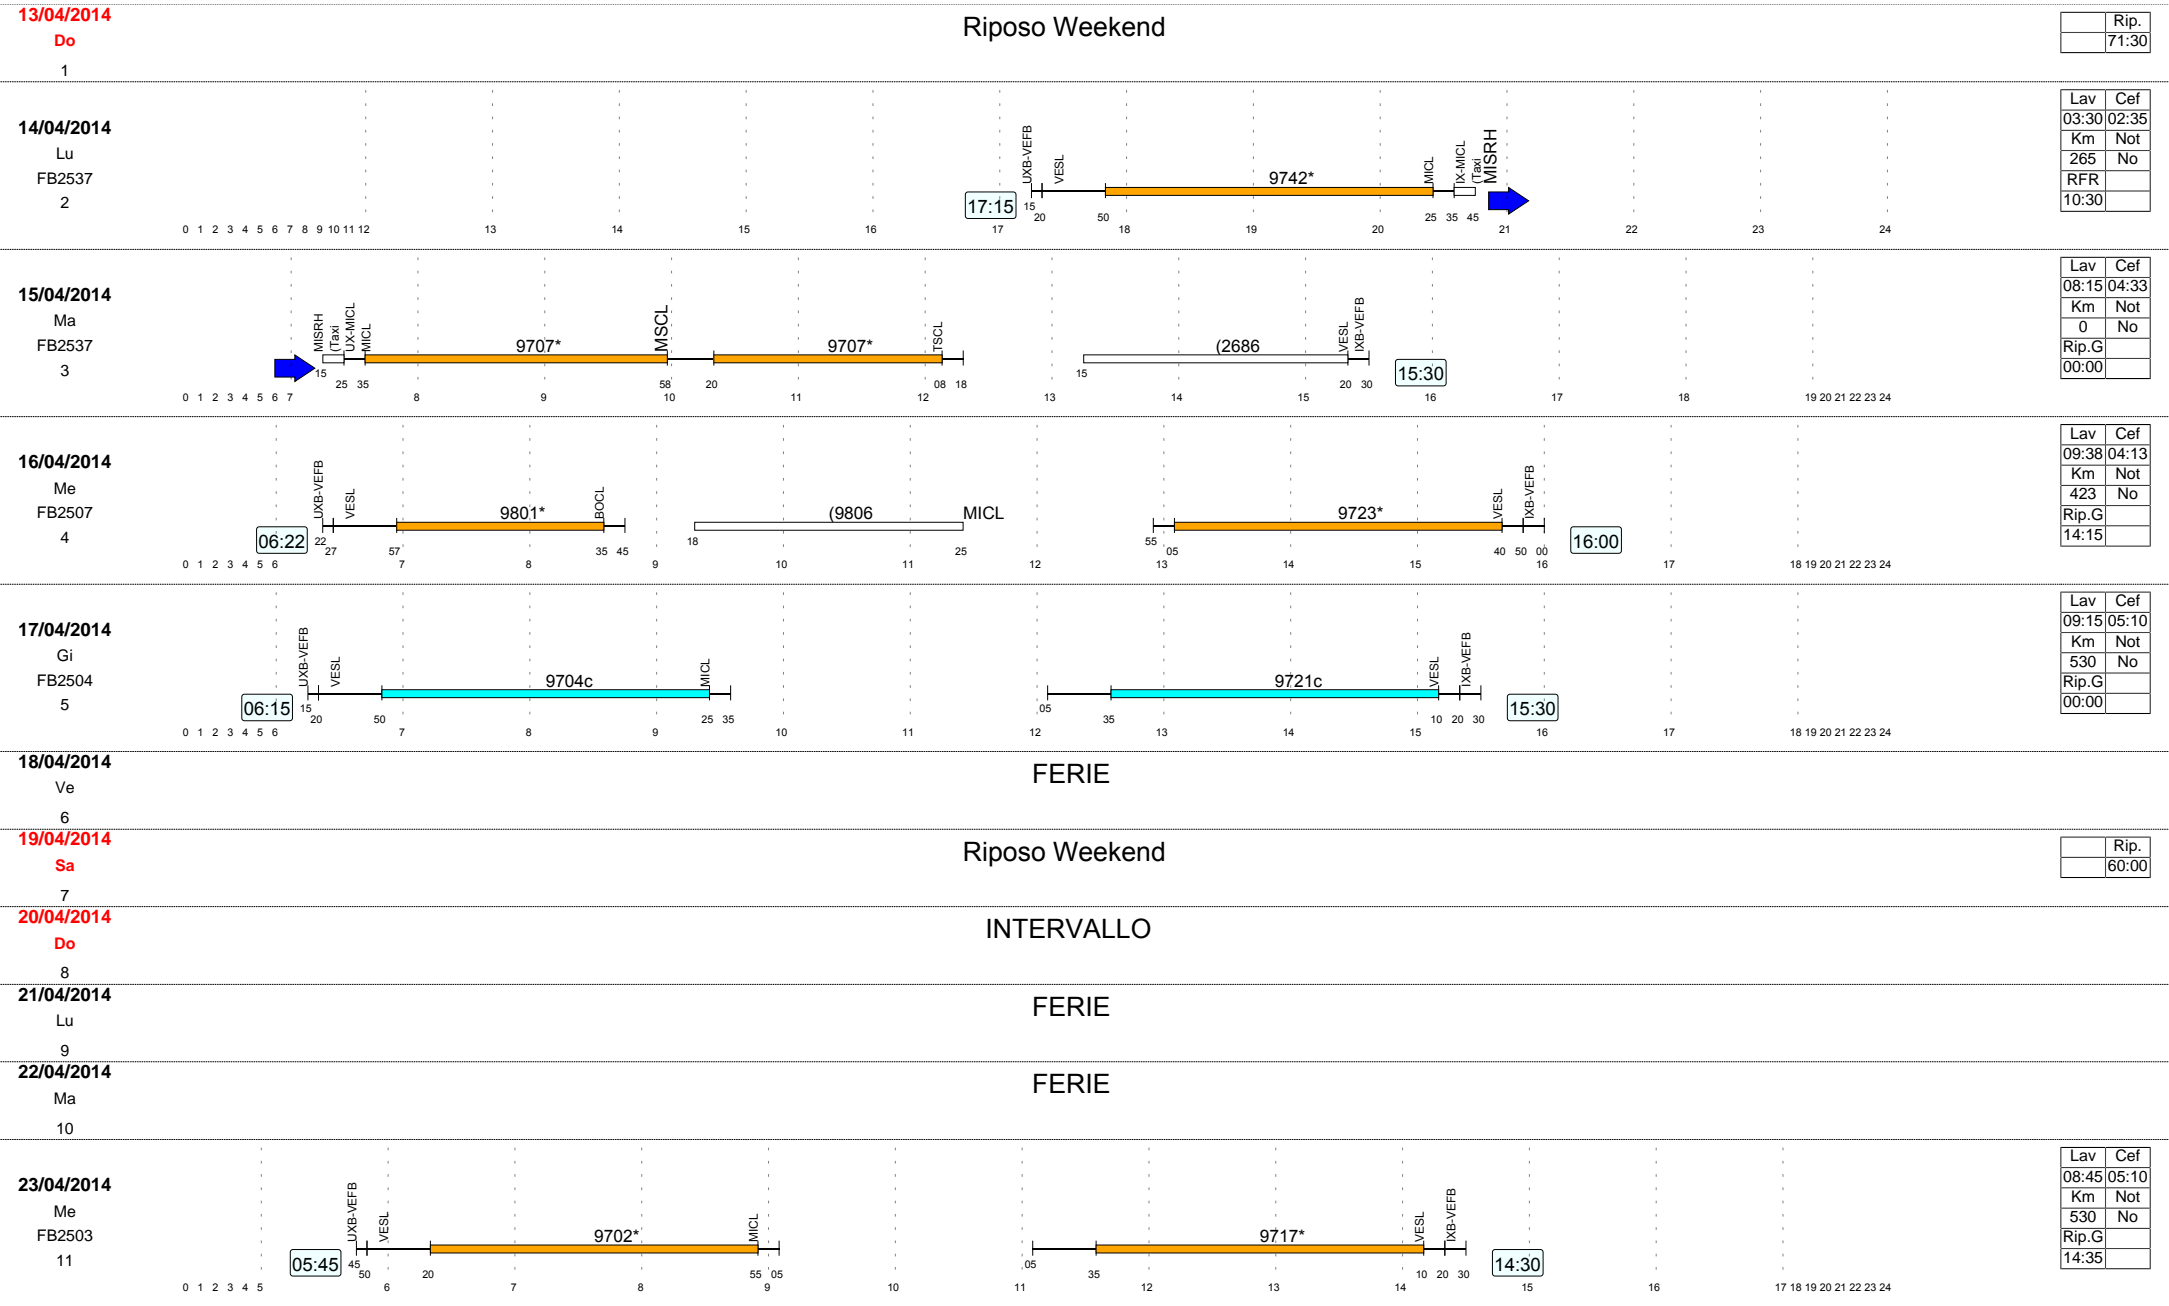 13/04/2014
Do
1
Riposo Weekend
Rip.
71:30
14/04/2014
Lu
FB2537
2
17:15
UXB-VEFB
VESL
9742*
MICL
IX-MICL
(Taxi
MISRH
15 20 50 25 35 45
0 1 2 3 4 5 6 7 8 9 10 11 12 13 14 15 16 17 18 19 20 21 22 23 24
Lav Cef
03:30 02:35
Km Not
265 No
RFR
10:30
15/04/2014
Ma
FB2537
3
MISRH
(Taxi
UX-MICL
MICL
9707*
MSCL
9707*
TSCL
(2686
VESL
IXB-VEFB
15:30
15 25 35 58 20 08 18 15 20 30
0 1 2 3 4 5 6 7 8 9 10 11 12 13 14 15 16 17 18 19 20 21 22 23 24
Lav Cef
08:15 04:33
Km Not
0 No
Rip.G
00:00
16/04/2014
Me
FB2507
4
06:22
UXB-VEFB
VESL
9801*
BOCL
(9806
MICL
9723*
VESL
IXB-VEFB
16:00
22 27 57 35 45 18 25 55 05 40 50 00
0 1 2 3 4 5 6 7 8 9 10 11 12 13 14 15 16 17 18 19 20 21 22 23 24
Lav Cef
09:38 04:13
Km Not
423 No
Rip.G
14:15
17/04/2014
Gi
FB2504
5
06:15
UXB-VEFB
VESL
9704c
MICL
9721c
VESL
IXB-VEFB
15:30
15 20 50 25 35 05 35 10 20 30
0 1 2 3 4 5 6 7 8 9 10 11 12 13 14 15 16 17 18 19 20 21 22 23 24
Lav Cef
09:15 05:10
Km Not
530 No
Rip.G
00:00
18/04/2014
Ve
6
FERIE
19/04/2014
Sa
7
Riposo Weekend
Rip.
60:00
20/04/2014
Do
8
INTERVALLO
21/04/2014
Lu
9
FERIE
22/04/2014
Ma
10
FERIE
23/04/2014
Me
FB2503
11
05:45
UXB-VEFB
VESL
9702*
MICL
9717*
VESL
IXB-VEFB
14:30
45 50 20 55 05 05 35 10 20 30
0 1 2 3 4 5 6 7 8 9 10 11 12 13 14 15 16 17 18 19 20 21 22 23 24
Lav Cef
08:45 05:10
Km Not
530 No
Rip.G
14:35